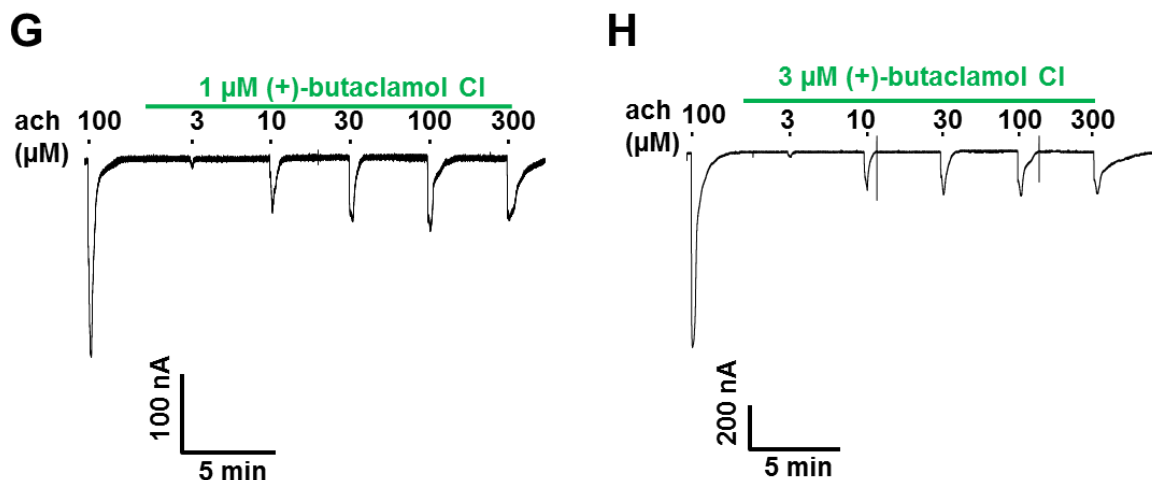 G
1 µM (+)-butaclamol Cl
ach 100 3 10 30 100 300
(µM)
100 nA
5 min
H
3 µM (+)-butaclamol Cl
ach 100 3 10 30 100 300
(µM)
200 nA
5 min